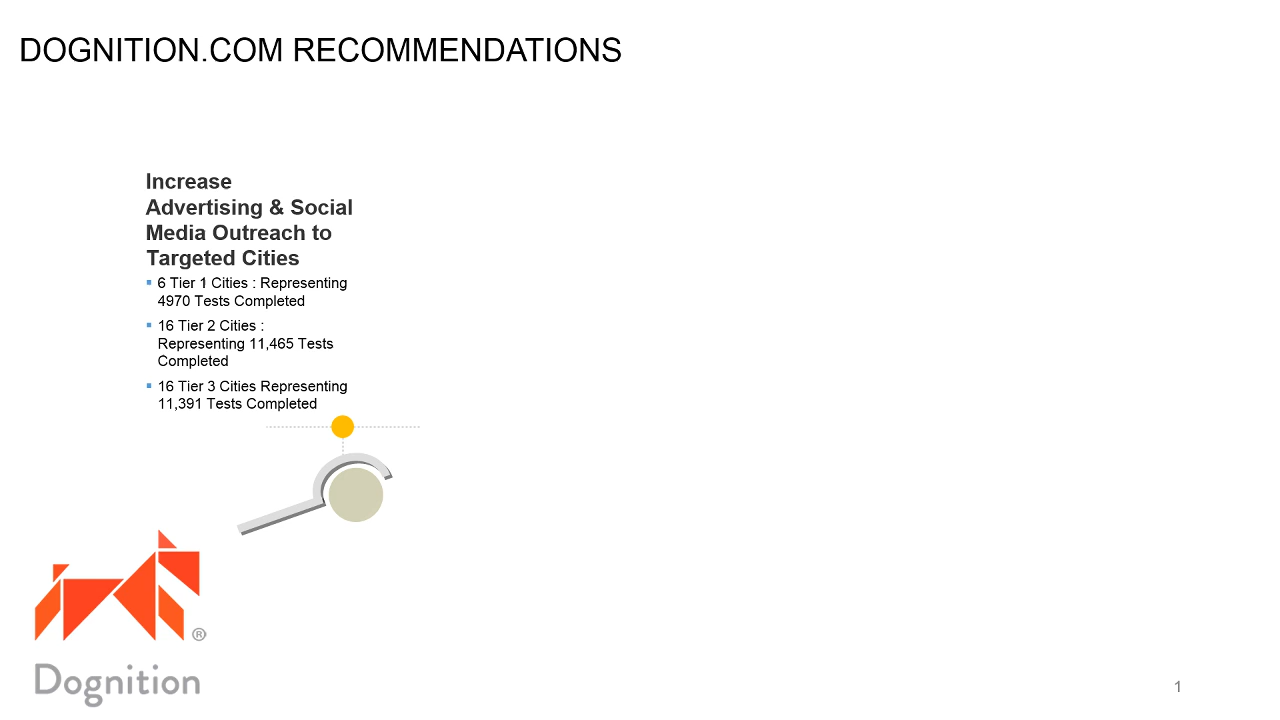 DOGNITION.COM RECOMMENDATIONS
Increase
Advertising & Social
Media Outreach to
Targeted Cities
▪ 6 Tier 1 Cities : Representing
4970 Tests Completed
▪ 16 Tier 2 Cities :
Representing 11,465 Tests
Completed
▪ 16 Tier 3 Cities Representing
11,391 Tests Completed
®
Dognition
1